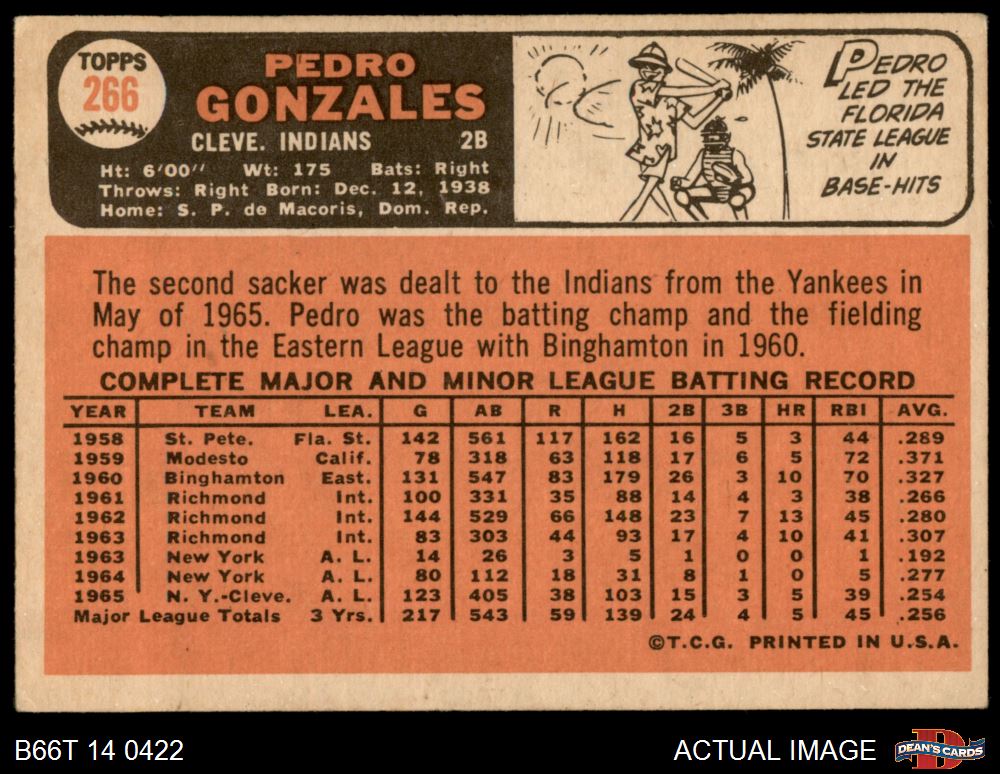 TOPPS
266
PEDRO
GONZALES
CLEVE. INDIANS 2B
Ht: 6'00" Wt: 175 Bats: Right
Throws: Right Born: Dec. 12, 1938
Home: S. P. de Macoris, Dom. Rep.
PEDRO
LED THE
FLORIDA
STATE LEAGUE
IN
BASE-HITS
The second sacker was dealt to the Indians from the Yankees in
May of 1965. Pedro was the batting champ and the fielding
champ in the Eastern League with Binghamton in 1960.
COMPLETE MAJOR AND MINOR LEAGUE BATTING RECORD
YEAR TEAM LEA. G AB R H 2B 3B HR RBI AVG.
1958 St. Pete. Fla. St. 142 561 117 162 16 5 3 44 .289
1959 Modesto Calif. 78 318 63 118 17 6 5 72 .371
1960 Binghamton East. 131 547 83 179 26 3 10 70 .327
1961 Richmond Int. 100 331 35 88 14 4 3 38 .266
1962 Richmond Int. 144 529 66 148 23 7 13 45 .280
1963 Richmond Int. 83 303 44 93 17 4 10 41 .307
1963 New York A. L. 14 26 3 5 1 0 0 1 .192
1964 New York A. L. 80 112 18 31 8 1 0 5 .277
1965 N. Y.-Cleve. A. L. 123 405 38 103 15 3 5 39 .254
Major League Totals 3 Yrs. 217 543 59 139 24 4 5 45 .256
©T.C.G. PRINTED IN U.S.A.
B66T 14 0422
ACTUAL IMAGE
DEAN'S CARDS